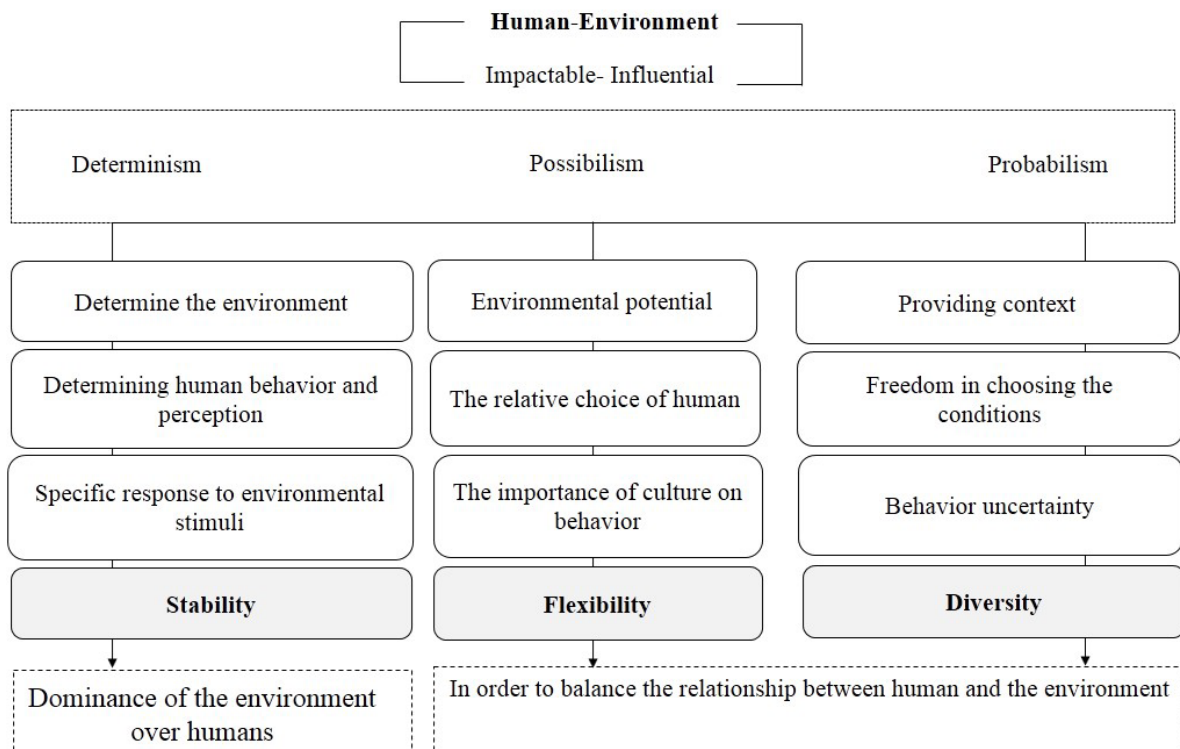 Human-Environment
Impactable- Influential
Determinism
Possibilism
Probabilism
Determine the environment
Environmental potential
Providing context
Determining human behavior and
perception
The relative choice of human
Freedom in choosing the
conditions
Specific response to environmental
stimuli
The importance of culture on
behavior
Behavior uncertainty
Stability
Flexibility
Diversity
Dominance of the environment
over humans
In order to balance the relationship between human and the environment